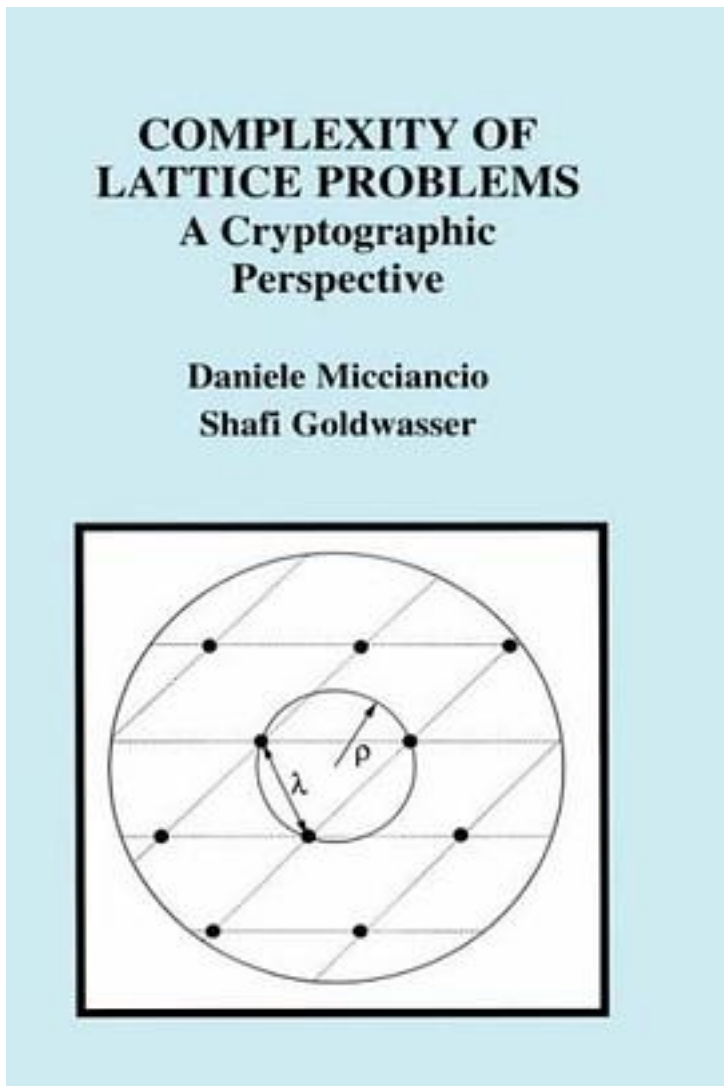 COMPLEXITY OF
LATTICE PROBLEMS
A Cryptographic
Perspective
Daniele Micciancio
Shafi Goldwasser
ρ
λ